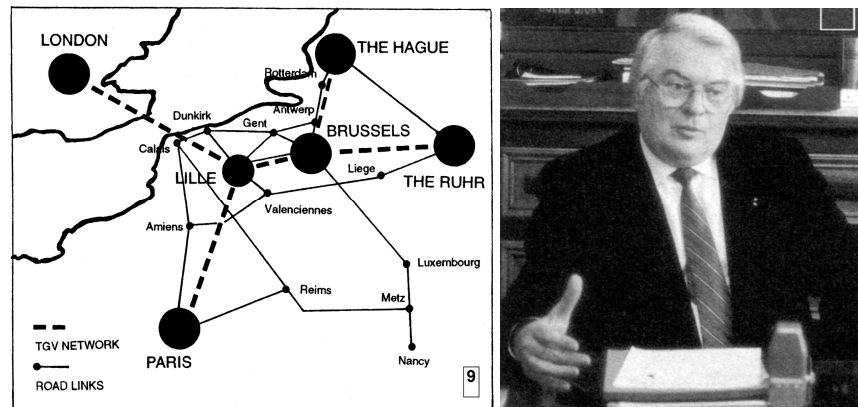 LONDON
THE HAGUE
Rotterdam
Antwerp
Dunkirk
Gent
BRUSSELS
Calais
LILLE
Liege
THE RUHR
Valenciennes
Amiens
Luxembourg
Reims
Metz
PARIS
Nancy
TGV NETWORK
ROAD LINKS
9